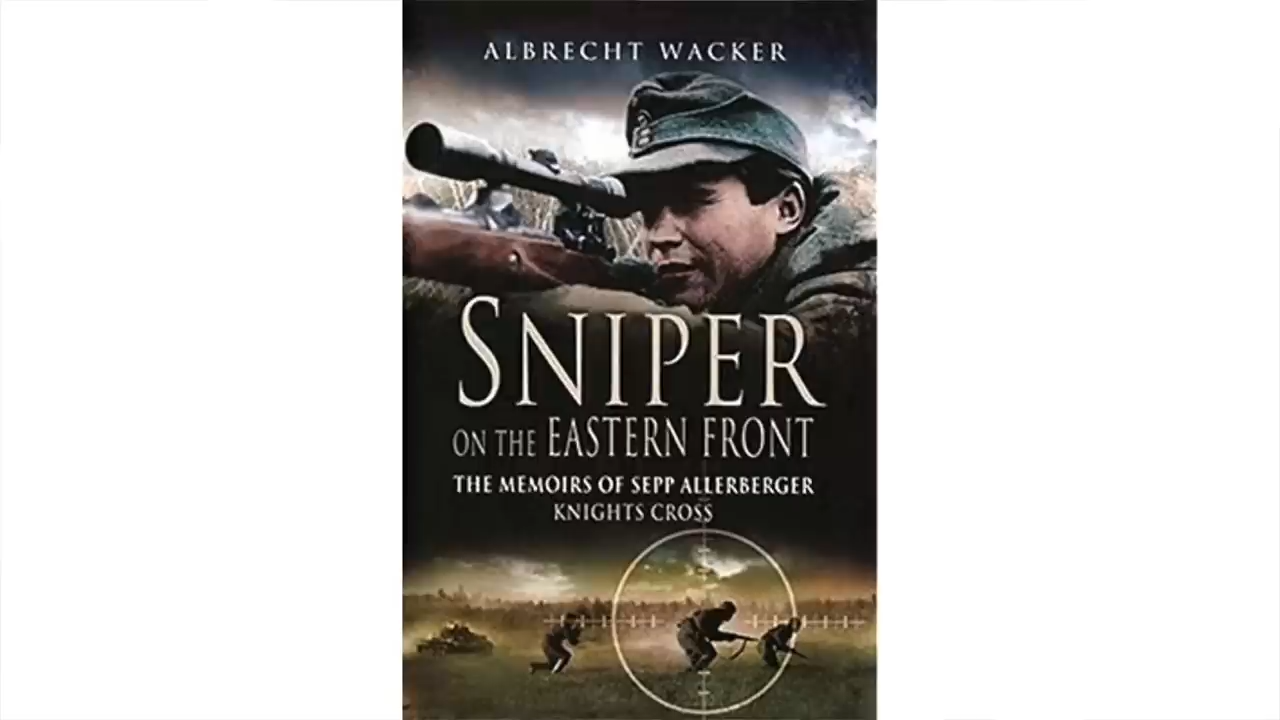 ALBRECHT WACKER
SNIPER
ON THE EASTERN FRONT
THE MEMOIRS OF SEPP ALLERBERGER
KNIGHTS CROSS